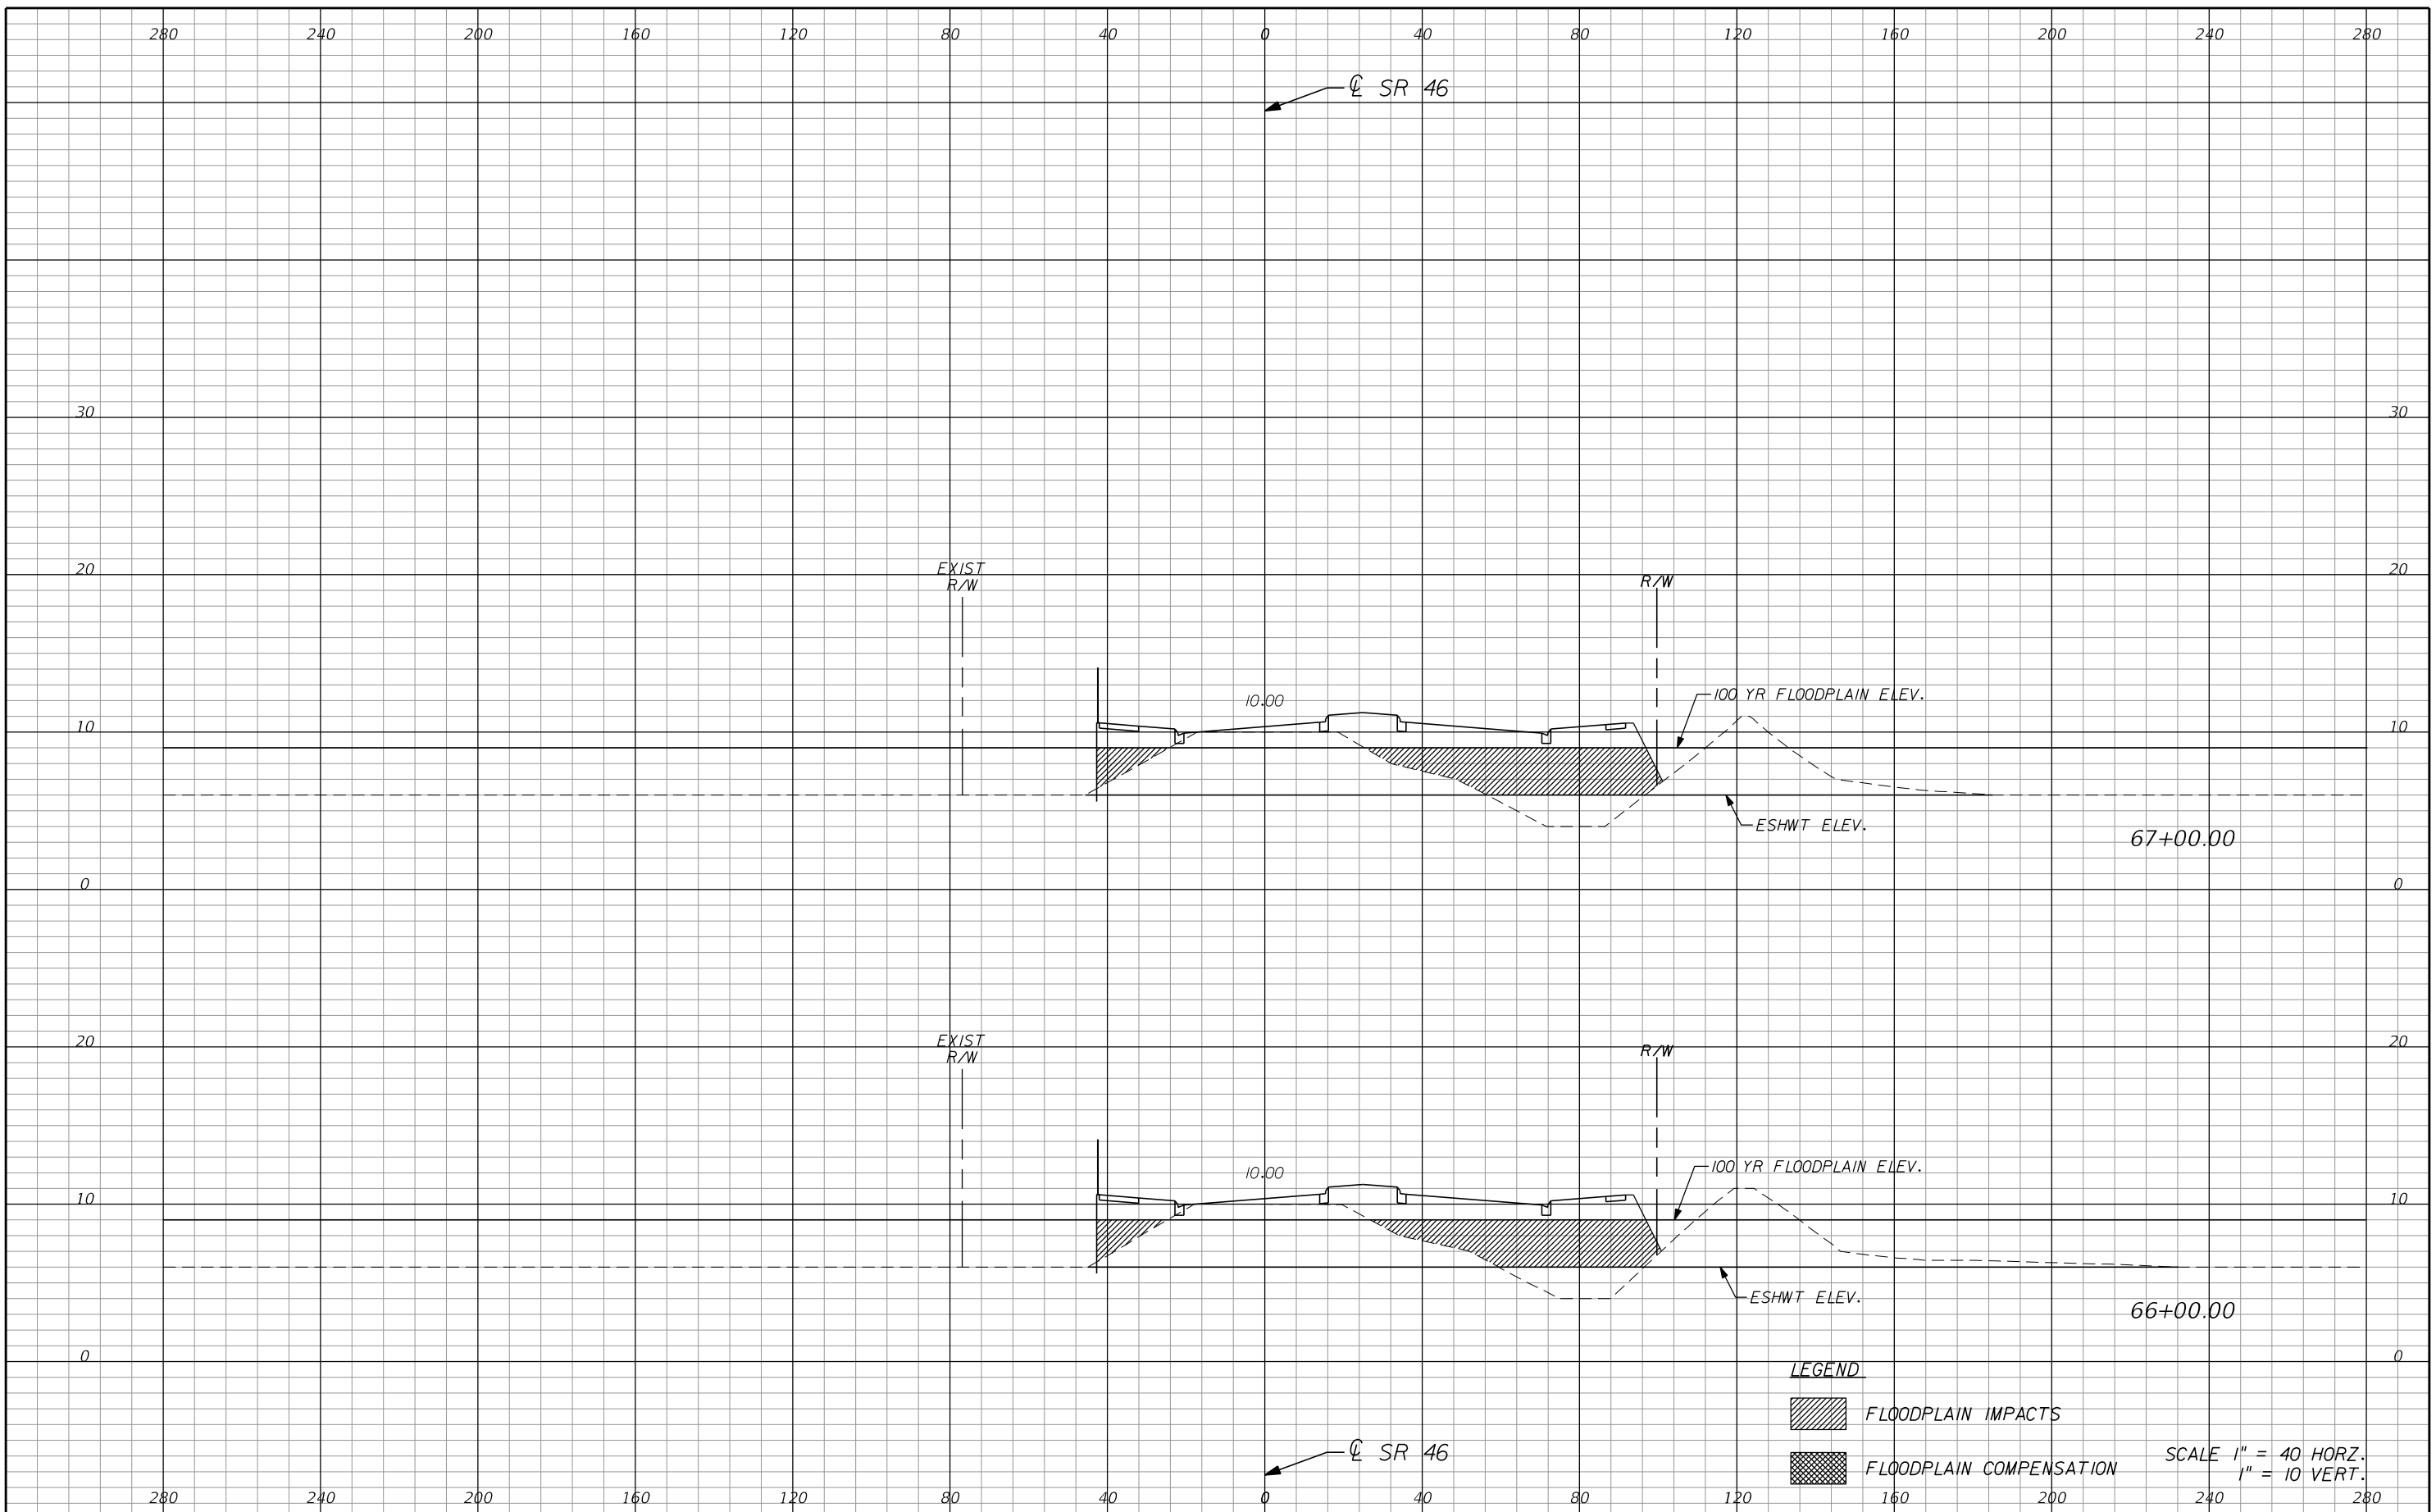 280 240 200 160 120 80 40 0 40 80 120 160 200 240 280
℄ SR 46
30 30
20 20
EXIST
R/W
R/W
100 YR FLOODPLAIN ELEV.
10.00
10 10
ESHWT ELEV.
67+00.00
0 0
20 20
EXIST
R/W
R/W
100 YR FLOODPLAIN ELEV.
10.00
10 10
ESHWT ELEV.
66+00.00
0 0
LEGEND
FLOODPLAIN IMPACTS
FLOODPLAIN COMPENSATION
℄ SR 46
SCALE 1" = 40 HORZ.
1" = 10 VERT.
280 240 200 160 120 80 40 0 40 80 120 160 200 240 280